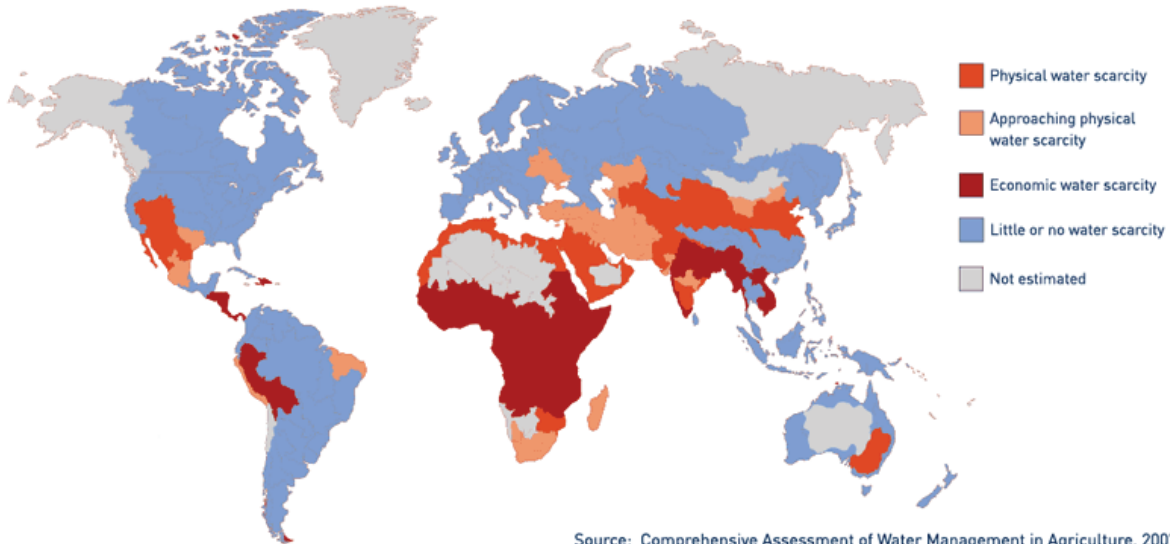 Physical water scarcity
Approaching physical
water scarcity
Economic water scarcity
Little or no water scarcity
Not estimated
Source: Comprehensive Assessment of Water Management in Agriculture,